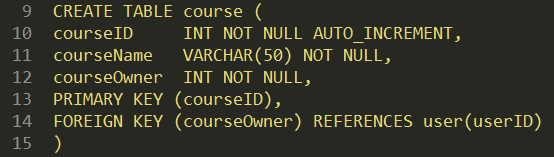 9 CREATE TABLE course (
10 courseID INT NOT NULL AUTO_INCREMENT,
11 courseName VARCHAR(50) NOT NULL,
12 courseOwner INT NOT NULL,
13 PRIMARY KEY (courseID),
14 FOREIGN KEY (courseOwner) REFERENCES user(userID)
15 )